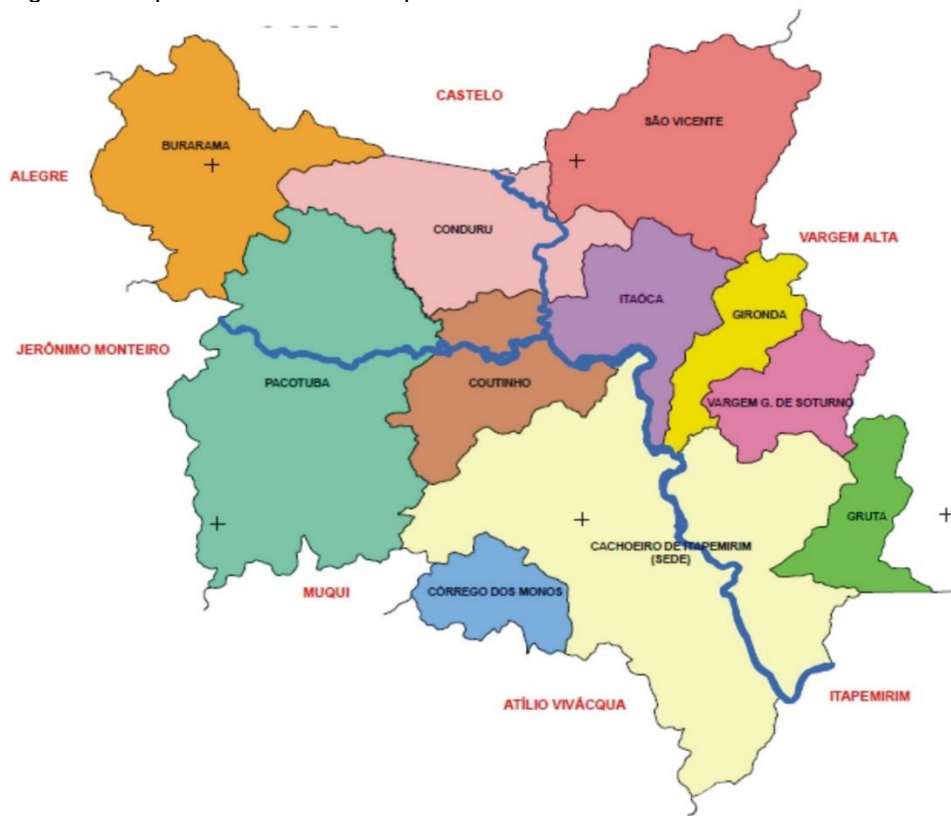 CASTELO
SÃO VICENTE
BURARAMA
ALEGRE
CONDURU
VARGEM ALTA
ITAÓCA
GIRONDA
JERÔNIMO MONTEIRO
PACOTUBA
COUTINHO
VARGEM G. DE SOTURNO
GRUTA
CACHOEIRO DE ITAPEMIRIM
(SEDE)
MUQUI
CÓRREGO DOS MONOS
ATÍLIO VIVÁCQUA
ITAPEMIRIM